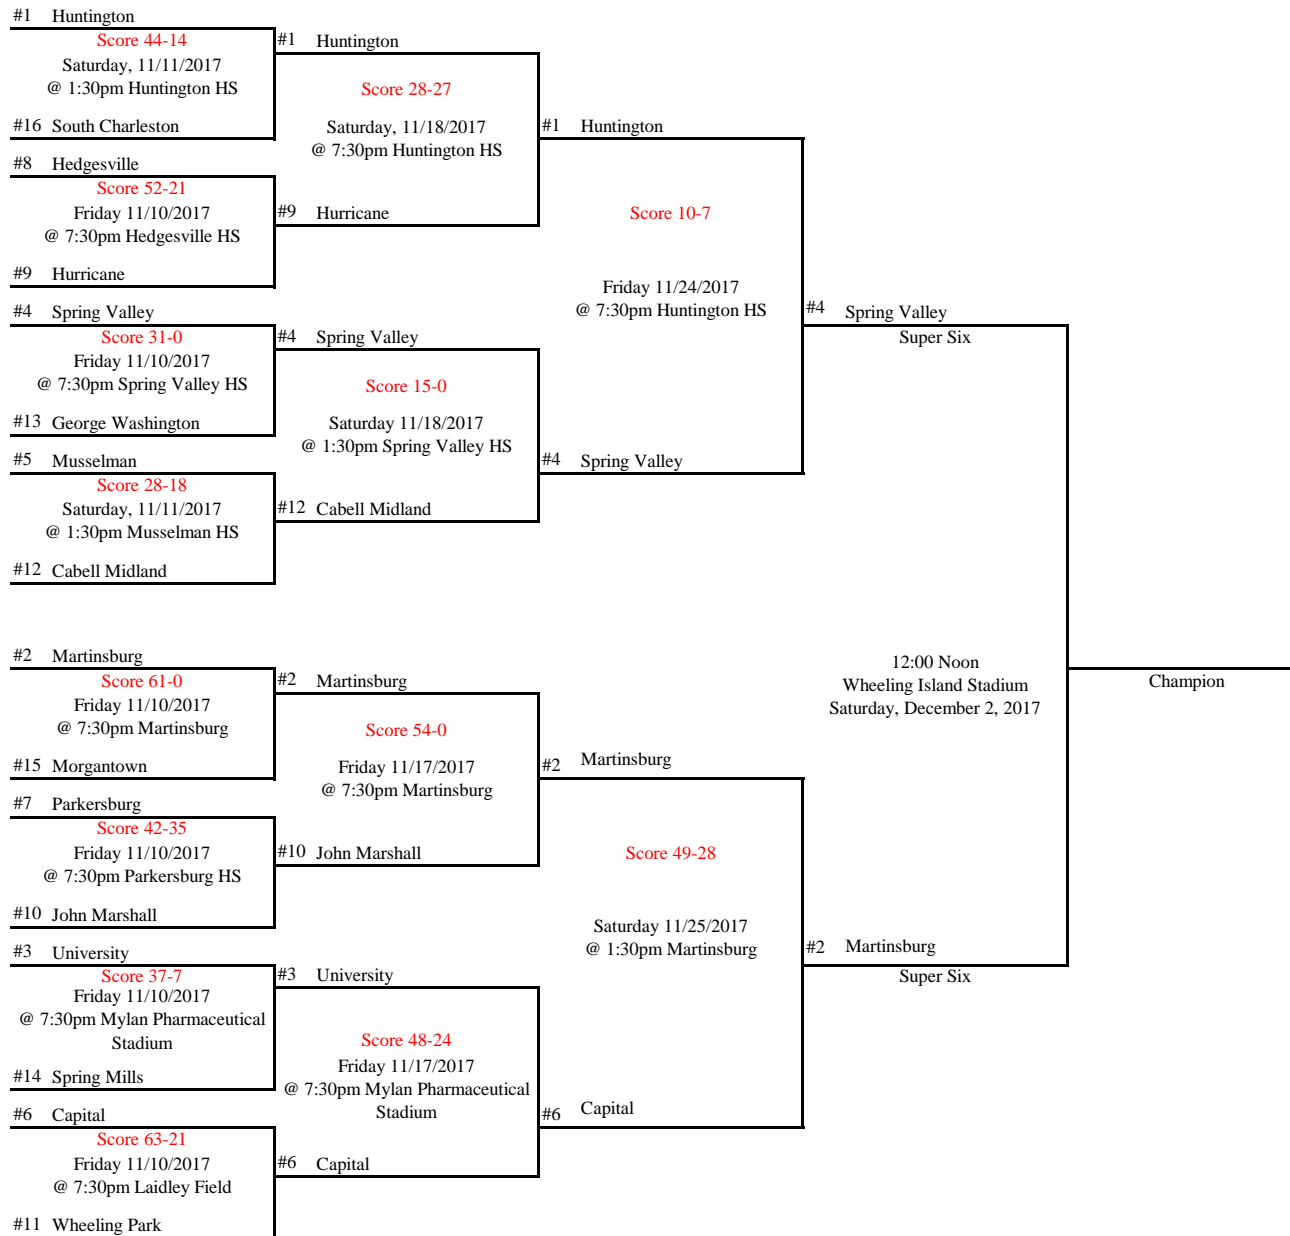 #1 Huntington
Score 44-14
Saturday, 11/11/2017
@ 1:30pm Huntington HS
#16 South Charleston
#8 Hedgesville
Score 52-21
Friday 11/10/2017
@ 7:30pm Hedgesville HS
#9 Hurricane
#4 Spring Valley
Score 31-0
Friday 11/10/2017
@ 7:30pm Spring Valley HS
#13 George Washington
#5 Musselman
Score 28-18
Saturday, 11/11/2017
@ 1:30pm Musselman HS
#12 Cabell Midland
#2 Martinsburg
Score 61-0
Friday 11/10/2017
@ 7:30pm Martinsburg
#15 Morgantown
#7 Parkersburg
Score 42-35
Friday 11/10/2017
@ 7:30pm Parkersburg HS
#10 John Marshall
#3 University
Score 37-7
Friday 11/10/2017
@ 7:30pm Mylan Pharmaceutical
Stadium
#14 Spring Mills
#6 Capital
Score 63-21
Friday 11/10/2017
@ 7:30pm Laidley Field
#11 Wheeling Park
#1 Huntington
Score 28-27
Saturday, 11/18/2017
@ 7:30pm Huntington HS
#9 Hurricane
#4 Spring Valley
Score 15-0
Saturday 11/18/2017
@ 1:30pm Spring Valley HS
#12 Cabell Midland
#2 Martinsburg
Score 54-0
Friday 11/17/2017
@ 7:30pm Martinsburg
#10 John Marshall
#3 University
Score 48-24
Friday 11/17/2017
@ 7:30pm Mylan Pharmaceutical
Stadium
#6 Capital
#1 Huntington
Score 10-7
Friday 11/24/2017
@ 7:30pm Huntington HS
#4 Spring Valley
#2 Martinsburg
Score 49-28
Saturday 11/25/2017
@ 1:30pm Martinsburg
#6 Capital
#4 Spring Valley
Super Six
12:00 Noon
Wheeling Island Stadium
Saturday, December 2, 2017
#2 Martinsburg
Super Six
Champion